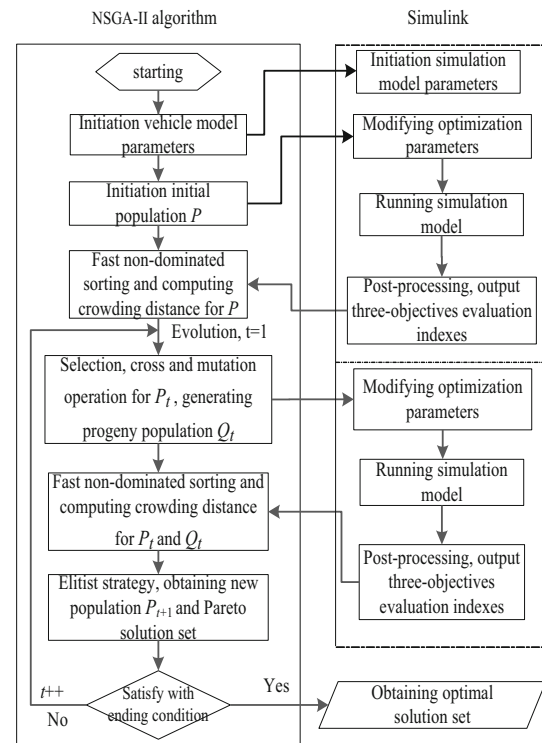 NSGA-II algorithm
Simulink
starting
Initiation vehicle model
parameters
Initiation initial
population P
Fast non-dominated
sorting and computing
crowding distance for P
Evolution, t=1
Selection, cross and mutation
operation for Pt , generating
progeny population Qt
Fast non-dominated sorting and
computing crowding distance
for Pt and Qt
Elitist strategy, obtaining new
population Pt+1 and Pareto
solution set
Satisfy with
ending condition
t++
No
Yes
Initiation simulation
model parameters
Modifying optimization
parameters
Running simulation
model
Post-processing, output
three-objectives evaluation
indexes
Modifying optimization
parameters
Running simulation
model
Post-processing, output
three-objectives
evaluation indexes
Obtaining optimal
solution set